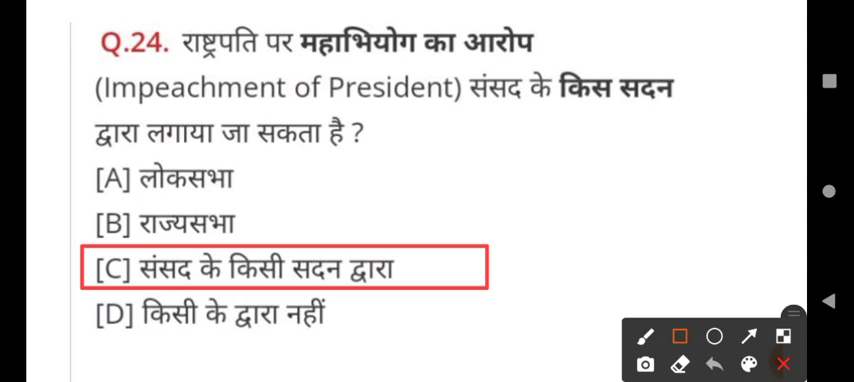 Q.24. राष्ट्रपति पर महाभियोग का आरोप
(Impeachment of President) संसद के किस सदन
द्वारा लगाया जा सकता है ?
[A] लोकसभा
[B] राज्यसभा
[C] संसद के किसी सदन द्वारा
[D] किसी के द्वारा नहीं